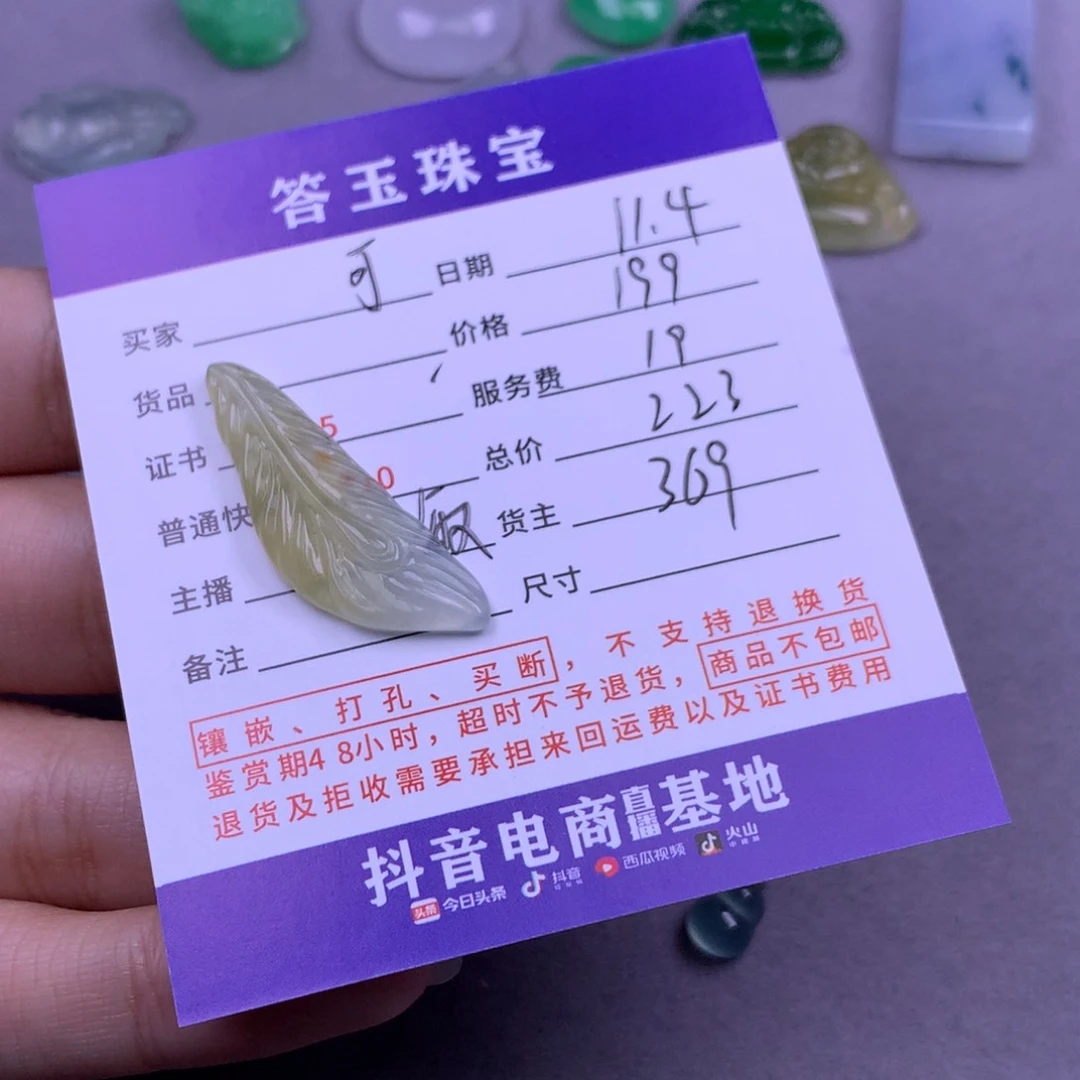 答玉珠宝
买家 可 日期 11.4
货品 价格 199
证书 5 服务费 19
普通快 0 总价 223
主播 货主 369
备注 尺寸
镶嵌、打孔、买断，不支持退换货
鉴赏期48小时，超时不予退货，商品不包邮
退货及拒收需要承担来回运费以及证书费用
抖音电商直播基地
头条 今日头条 抖音 西瓜视频 火山